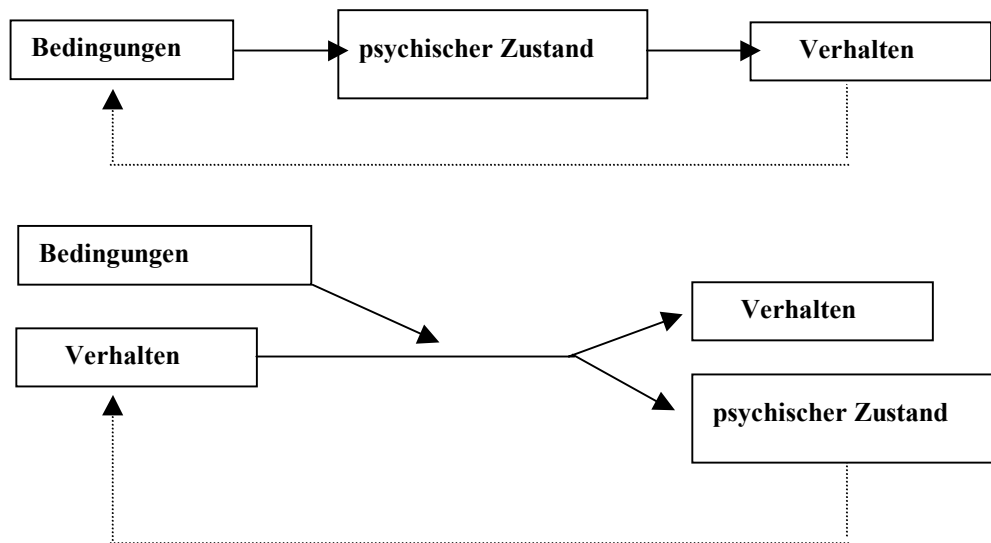 Bedingungen
psychischer Zustand
Verhalten
Bedingungen
Verhalten
Verhalten
psychischer Zustand